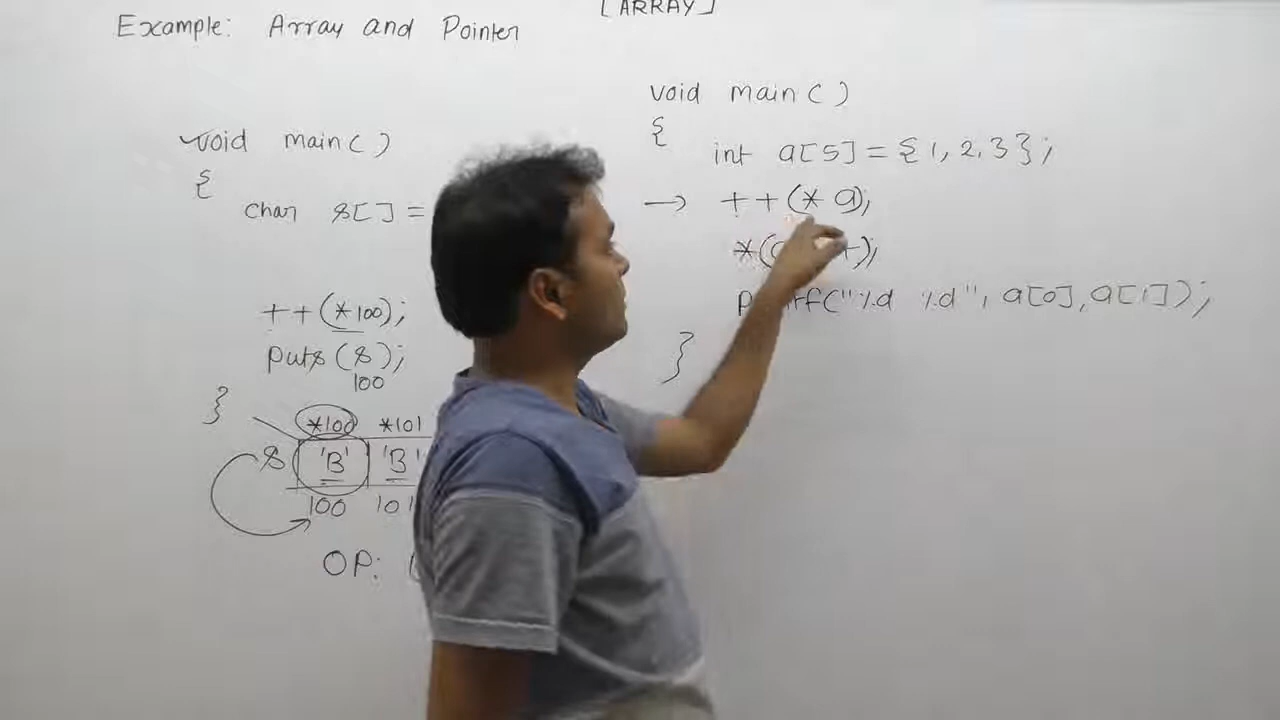 [ARRAY]
Example: Array and Pointer
void main()
{
char s[] =
++(*100);
puts(s);
100
}
*100 *101
s 'B' 'B'
100 101
OP:
void main()
{
int a[5]={1,2,3};
→ ++(*a);
*(
);
f("%d %d", a[0],a[1]);
}